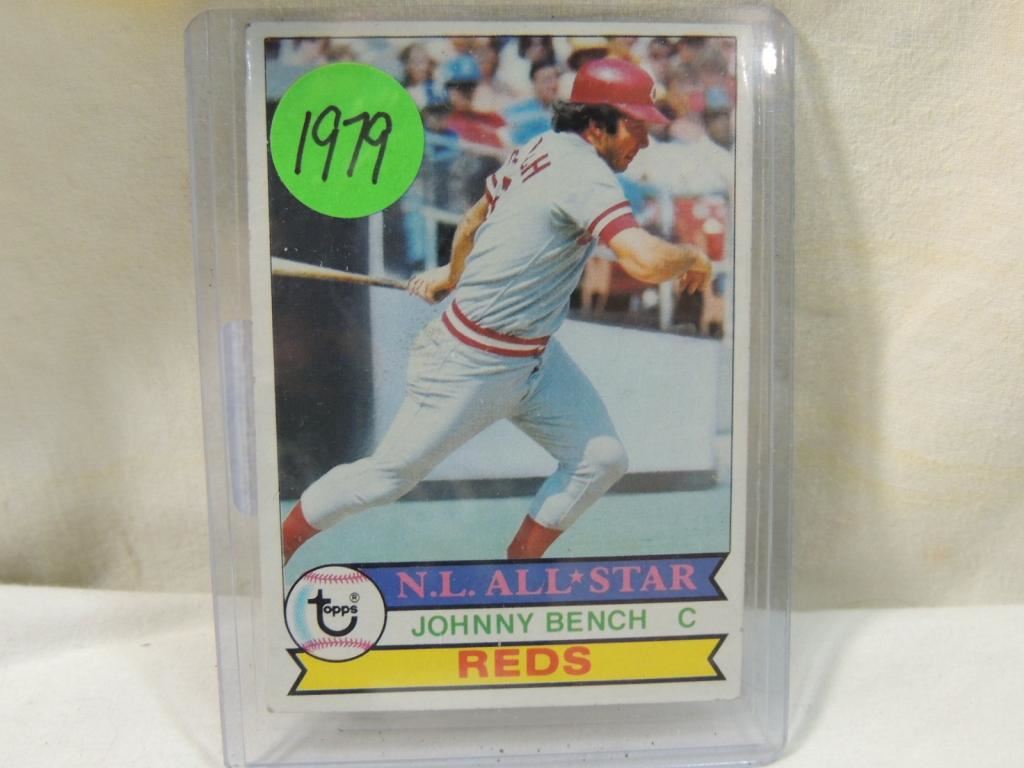 1979
N.L. ALL★STAR
topps®
JOHNNY BENCH C
REDS